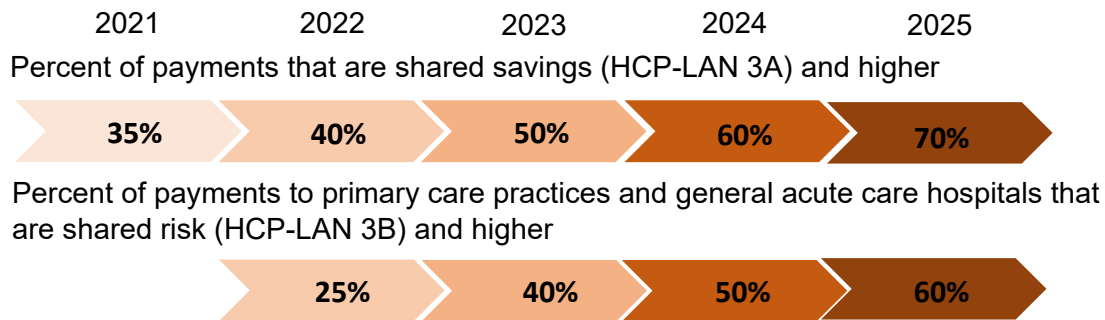 2021 2022 2023 2024 2025
Percent of payments that are shared savings (HCP-LAN 3A) and higher
35% 40% 50% 60% 70%
Percent of payments to primary care practices and general acute care hospitals that
are shared risk (HCP-LAN 3B) and higher
25% 40% 50% 60%